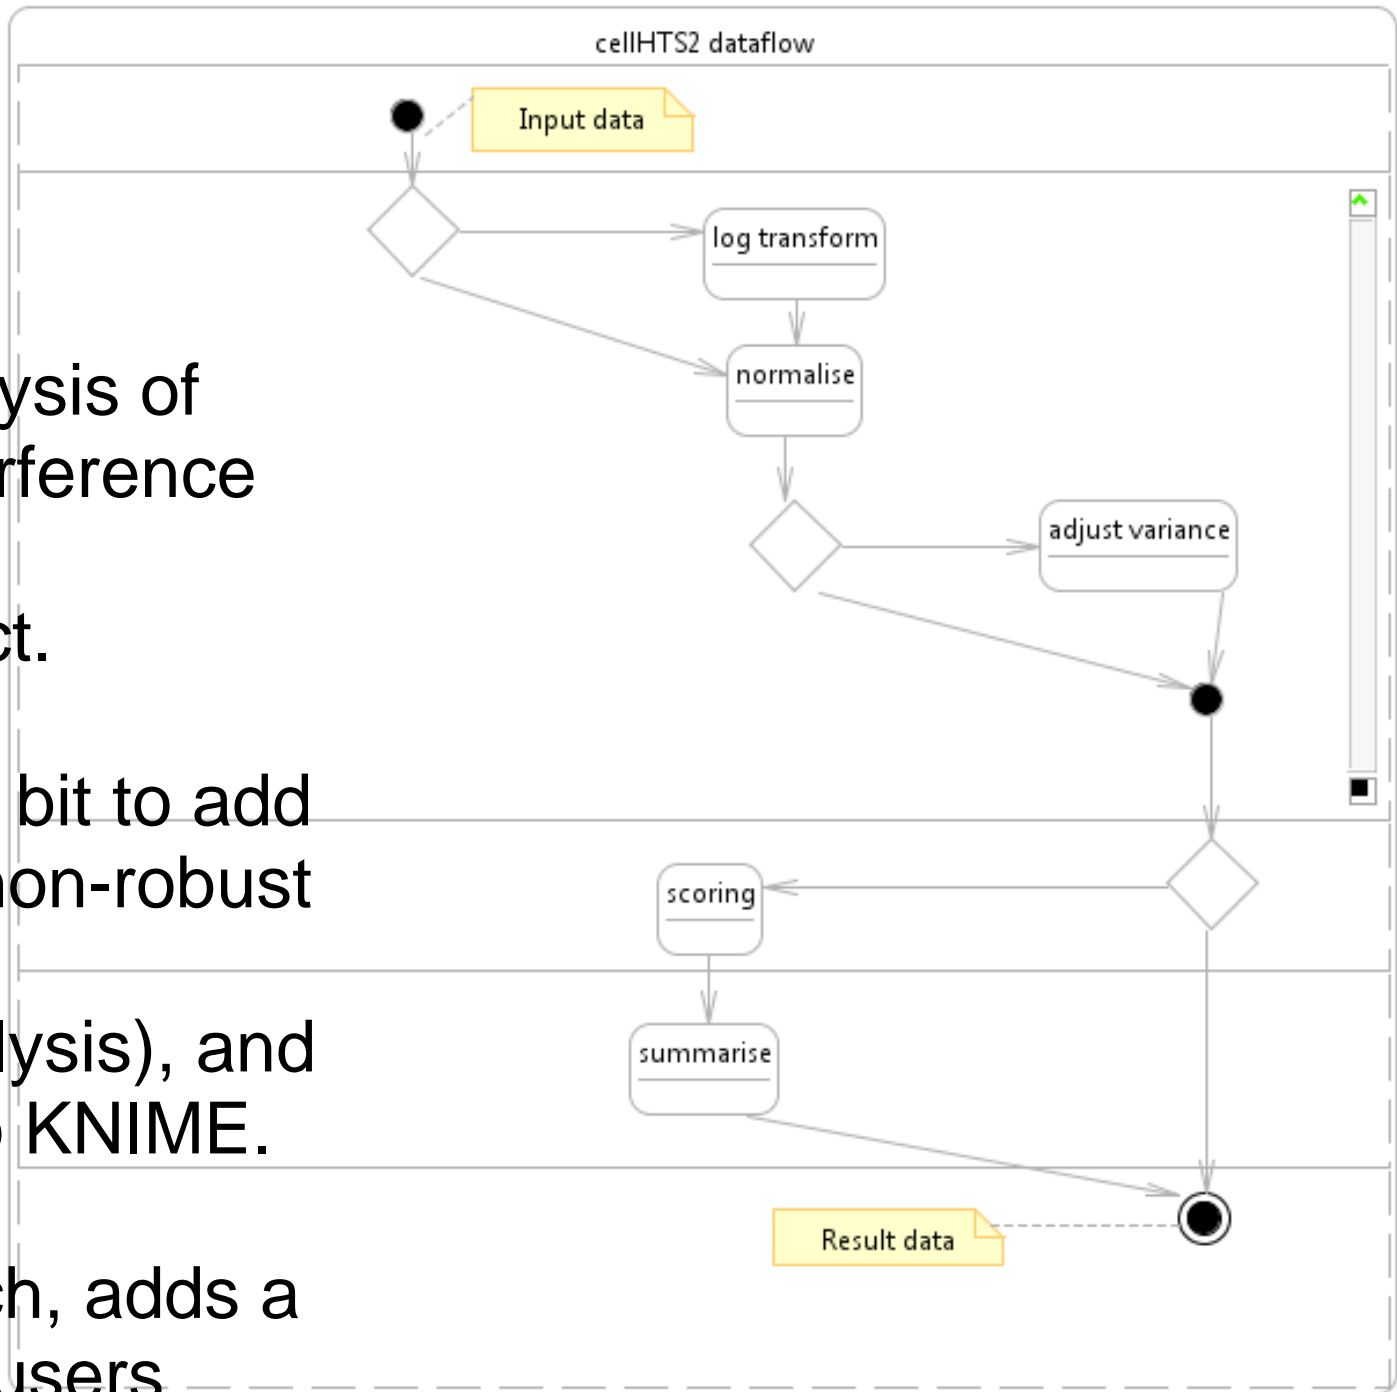 cellHTS2 dataflow
Input data
log transform
normalise
adjust variance
scoring
summarise
Result data
ysis of
rference
ct.
bit to add
non-robust
lysis), and
KNIME.
ch, adds a
users